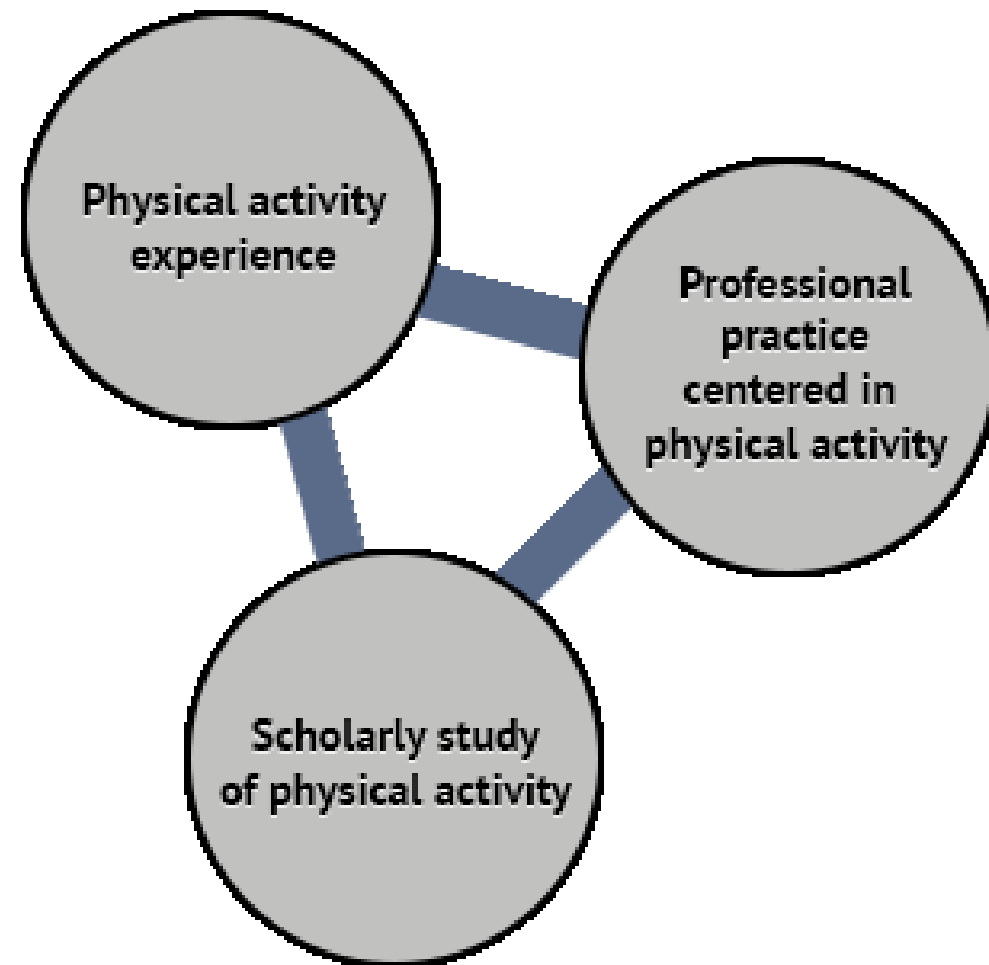 Physical activity
experience
Professional
practice
centered in
physical activity
Scholarly study
of physical activity